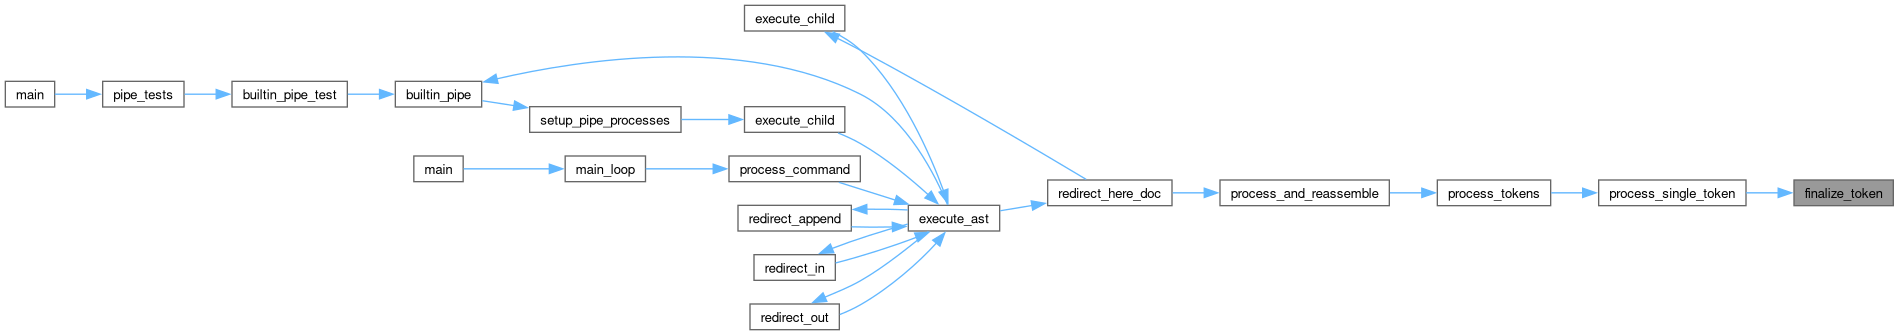 execute_child
main
pipe_tests
builtin_pipe_test
builtin_pipe
setup_pipe_processes
execute_child
main
main_loop
process_command
redirect_append
redirect_in
redirect_out
execute_ast
redirect_here_doc
process_and_reassemble
process_tokens
process_single_token
finalize_token